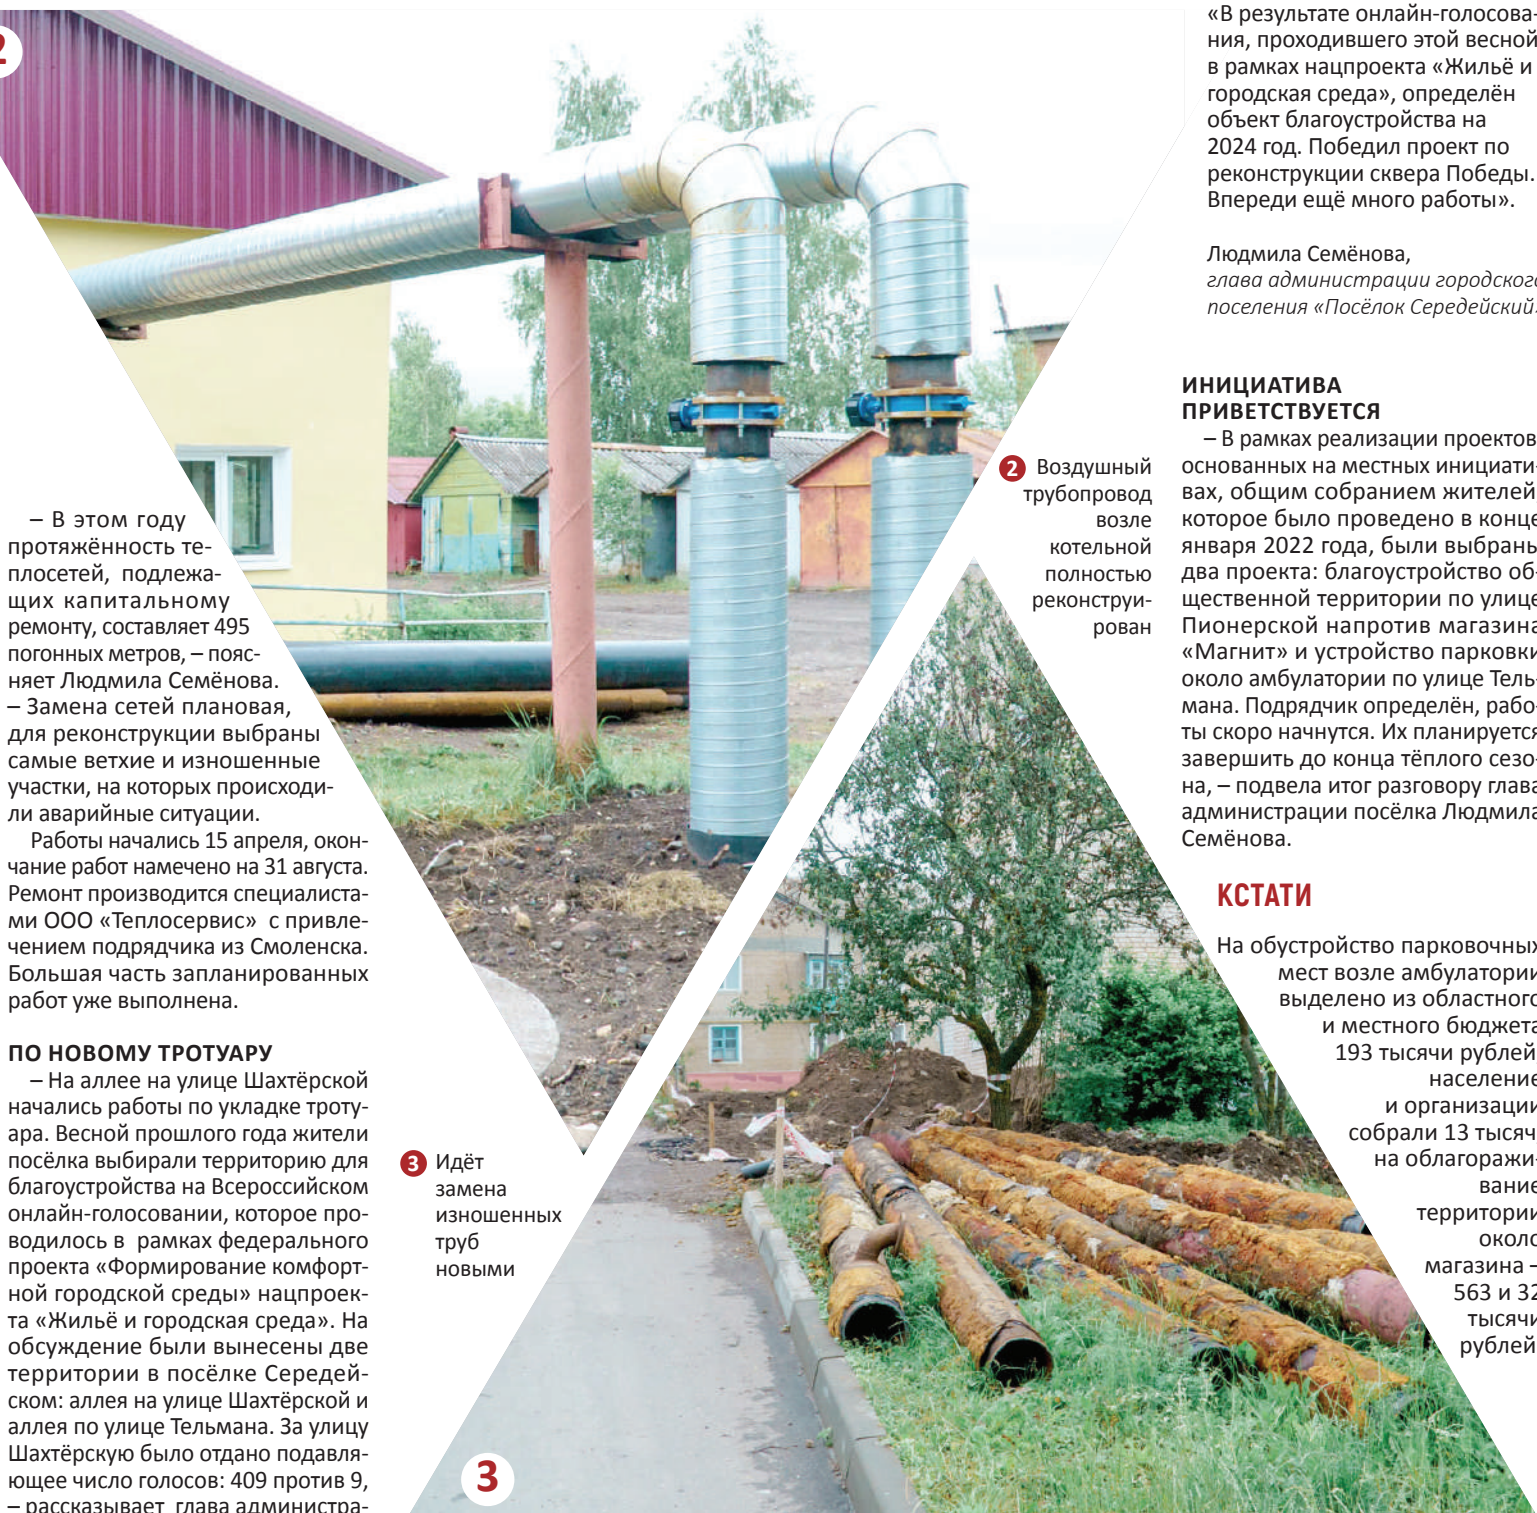 2
– В этом году
протяжённость те-
плосетей, подлежа-
щих капитальному
ремонту, составляет 495
погонных метров, – пояс-
няет Людмила Семёнова.
– Замена сетей плановая,
для реконструкции выбраны
самые ветхие и изношенные
участки, на которых происходи-
ли аварийные ситуации.
Работы начались 15 апреля, окон-
чание работ намечено на 31 августа.
Ремонт производится специалиста-
ми ООО «Теплосервис» с привле-
чением подрядчика из Смоленска.
Большая часть запланированных
работ уже выполнена.
ПО НОВОМУ ТРОТУАРУ
– На аллее на улице Шахтёрской
начались работы по укладке троту-
ара. Весной прошлого года жители
посёлка выбирали территорию для
благоустройства на Всероссийском
онлайн-голосовании, которое про-
водилось в рамках федерального
проекта «Формирование комфорт-
ной городской среды» нацпроек-
та «Жильё и городская среда». На
обсуждение были вынесены две
территории в посёлке Середей-
ском: аллея на улице Шахтёрской и
аллея по улице Тельмана. За улицу
Шахтёрскую было отдано подавля-
ющее число голосов: 409 против 9,
– рассказывает глава администра-
3 Идёт
замена
изношенных
труб
новыми
3
2 Воздушный
трубопровод
возле
котельной
полностью
реконструи-
рован
«В результате онлайн-голосова-
ния, проходившего этой весной
в рамках нацпроекта «Жильё и
городская среда», определён
объект благоустройства на
2024 год. Победил проект по
реконструкции сквера Победы.
Впереди ещё много работы».
Людмила Семёнова,
глава администрации городского
поселения «Посёлок Середейский»
ИНИЦИАТИВА
ПРИВЕТСТВУЕТСЯ
– В рамках реализации проектов,
основанных на местных инициати-
вах, общим собранием жителей,
которое было проведено в конце
января 2022 года, были выбраны
два проекта: благоустройство об-
щественной территории по улице
Пионерской напротив магазина
«Магнит» и устройство парковки
около амбулатории по улице Тель-
мана. Подрядчик определён, рабо-
ты скоро начнутся. Их планируется
завершить до конца тёплого сезо-
на, – подвела итог разговору глава
администрации посёлка Людмила
Семёнова.
КСТАТИ
На обустройство парковочных
мест возле амбулатории
выделено из областного
и местного бюджета
193 тысячи рублей,
население
и организации
собрали 13 тысяч,
на облагоражи-
вание
территории
около
магазина –
563 и 32
тысячи
рублей